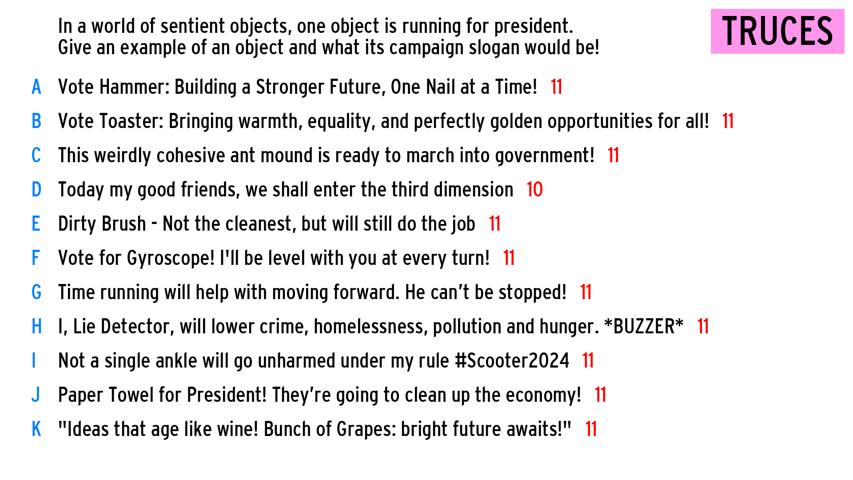 In a world of sentient objects, one object is running for president.
Give an example of an object and what its campaign slogan would be!
TRUCES
A Vote Hammer: Building a Stronger Future, One Nail at a Time! 11
B Vote Toaster: Bringing warmth, equality, and perfectly golden opportunities for all! 11
C This weirdly cohesive ant mound is ready to march into government! 11
D Today my good friends, we shall enter the third dimension 10
E Dirty Brush - Not the cleanest, but will still do the job 11
F Vote for Gyroscope! I'll be level with you at every turn! 11
G Time running will help with moving forward. He can't be stopped! 11
H I, Lie Detector, will lower crime, homelessness, pollution and hunger. *BUZZER* 11
I Not a single ankle will go unharmed under my rule #Scooter2024 11
J Paper Towel for President! They're going to clean up the economy! 11
K "Ideas that age like wine! Bunch of Grapes: bright future awaits!" 11